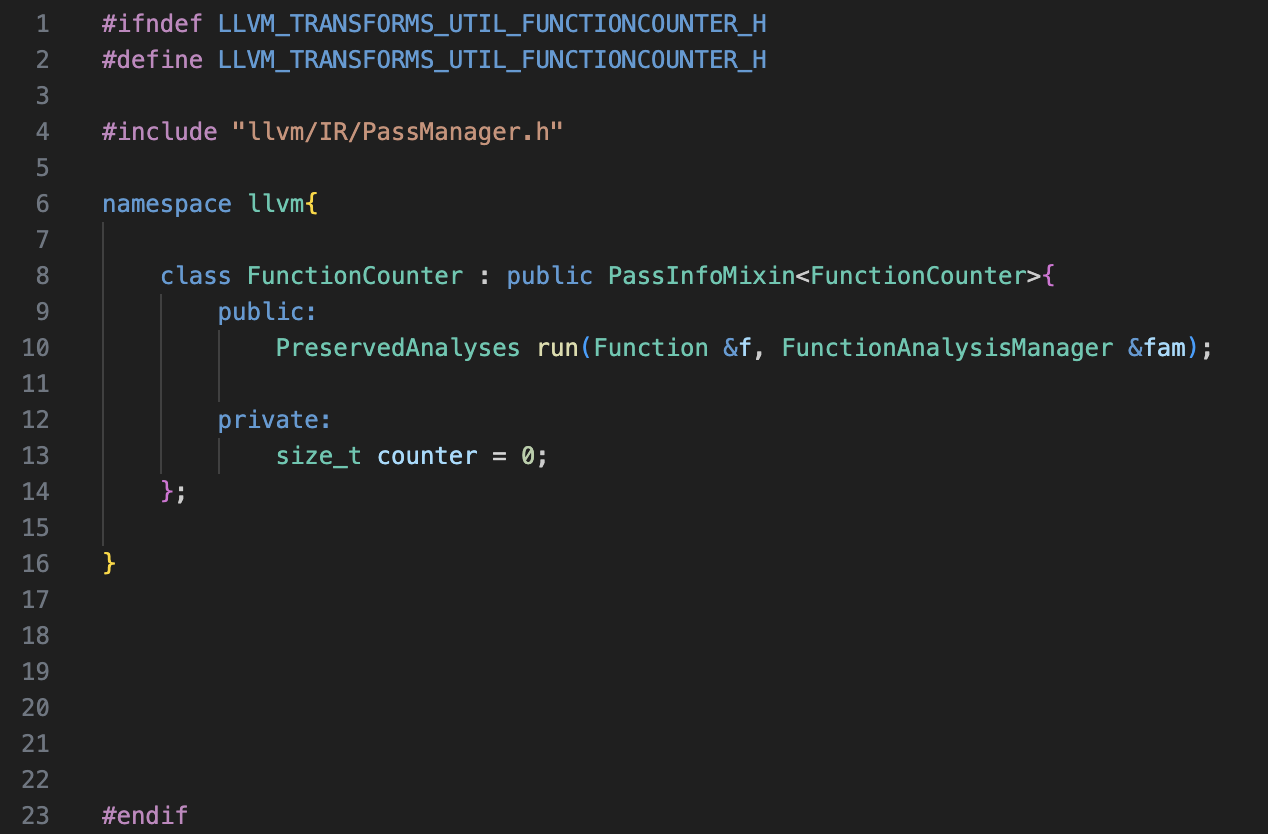 1 #ifndef LLVM_TRANSFORMS_UTIL_FUNCTIONCOUNTER_H
2 #define LLVM_TRANSFORMS_UTIL_FUNCTIONCOUNTER_H
3
4 #include "llvm/IR/PassManager.h"
5
6 namespace llvm{
7
8     class FunctionCounter : public PassInfoMixin<FunctionCounter>{
9         public:
10             PreservedAnalyses run(Function &f, FunctionAnalysisManager &fam);
11
12         private:
13             size_t counter = 0;
14     };
15
16 }
17
18
19
20
21
22
23 #endif